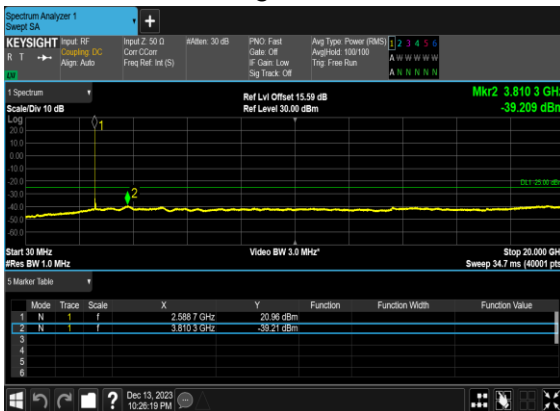 Spectrum Analyzer 1
Swept SA
KEYSIGHT Input: RF Input Z: 50 Ω #Atten: 30 dB PNO: Fast Avg Type: Power (RMS) 1 2 3 4 5 6
R T Coupling: DC Corr CCorr Gate: Off Avg|Hold: 100/100 A W W W W W
Align: Auto Freq Ref: Int (S) IF Gain: Low Trig: Free Run
Sig Track: Off A N N N N N
LV
1 Spectrum Ref Lvl Offset 15.59 dB Mkr2 3.810 3 GHz
Scale/Div 10 dB Ref Level 30.00 dBm -39.209 dBm
Log
20.0
10.0
0.00
-10.0
-20.0
-30.0
-40.0
-50.0
-60.0
1
2
DL1 -25.00 dBm
Start 30 MHz Video BW 3.0 MHz* Stop 20.000 GHz
#Res BW 1.0 MHz Sweep 34.7 ms (40001 pts)
5 Marker Table
Mode Trace Scale X Y Function Function Width Function Value
1 N 1 f 2.588 7 GHz 20.96 dBm
2 N 1 f 3.810 3 GHz -39.21 dBm
3
4
5
6
? Dec 13, 2023
10:26:19 PM